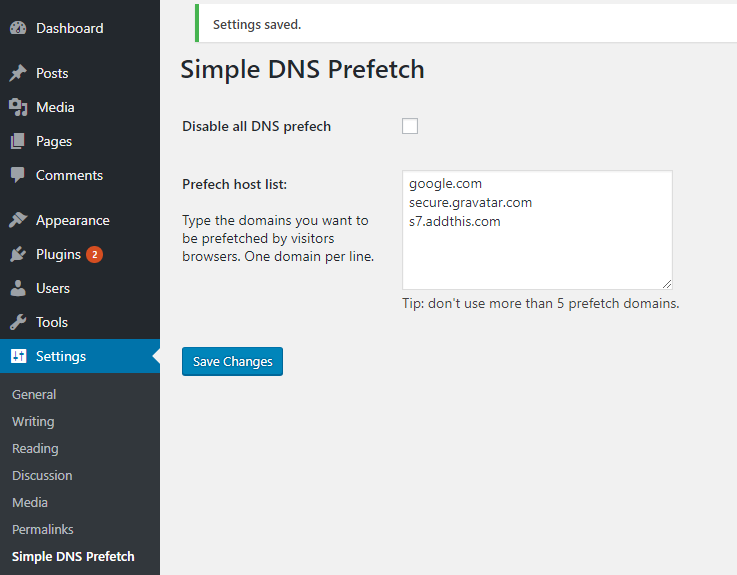 Dashboard
Posts
Media
Pages
Comments
Appearance
Plugins 2
Users
Tools
Settings
General
Writing
Reading
Discussion
Media
Permalinks
Simple DNS Prefetch
Settings saved.
Simple DNS Prefetch
Disable all DNS prefech
Prefech host list:
Type the domains you want to
be prefetched by visitors
browsers. One domain per line.
google.com
secure.gravatar.com
s7.addthis.com
Tip: don't use more than 5 prefetch domains.
Save Changes